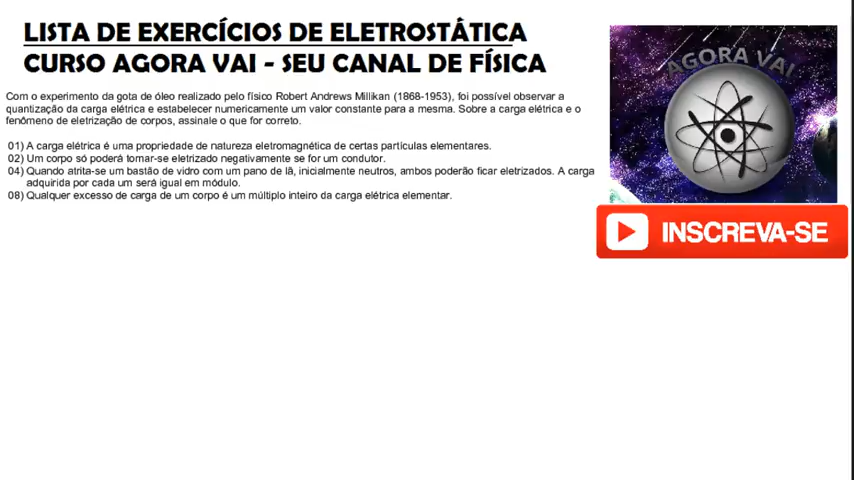 LISTA DE EXERCÍCIOS DE ELETROSTÁTICA
CURSO AGORA VAI - SEU CANAL DE FÍSICA
Com o experimento da gota de óleo realizado pelo físico Robert Andrews Millikan (1868-1953), foi possível observar a
quantização da carga elétrica e estabelecer numericamente um valor constante para a mesma. Sobre a carga elétrica e o
fenômeno de eletrização de corpos, assinale o que for correto.
01) A carga elétrica é uma propriedade de natureza eletromagnética de certas partículas elementares.
02) Um corpo só poderá tornar-se eletrizado negativamente se for um condutor.
04) Quando atrita-se um bastão de vidro com um pano de lã, inicialmente neutros, ambos poderão ficar eletrizados. A carga
adquirida por cada um será igual em módulo.
08) Qualquer excesso de carga de um corpo é um múltiplo inteiro da carga elétrica elementar.
AGORA VAI
INSCREVA-SE